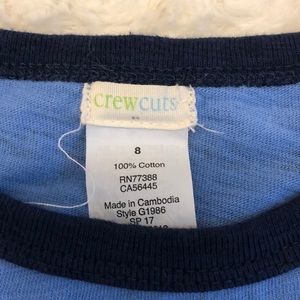 crewcuts
8
100% Cotton
RN77388
CA56445
Made in Cambodia
Style G1986
SP 17